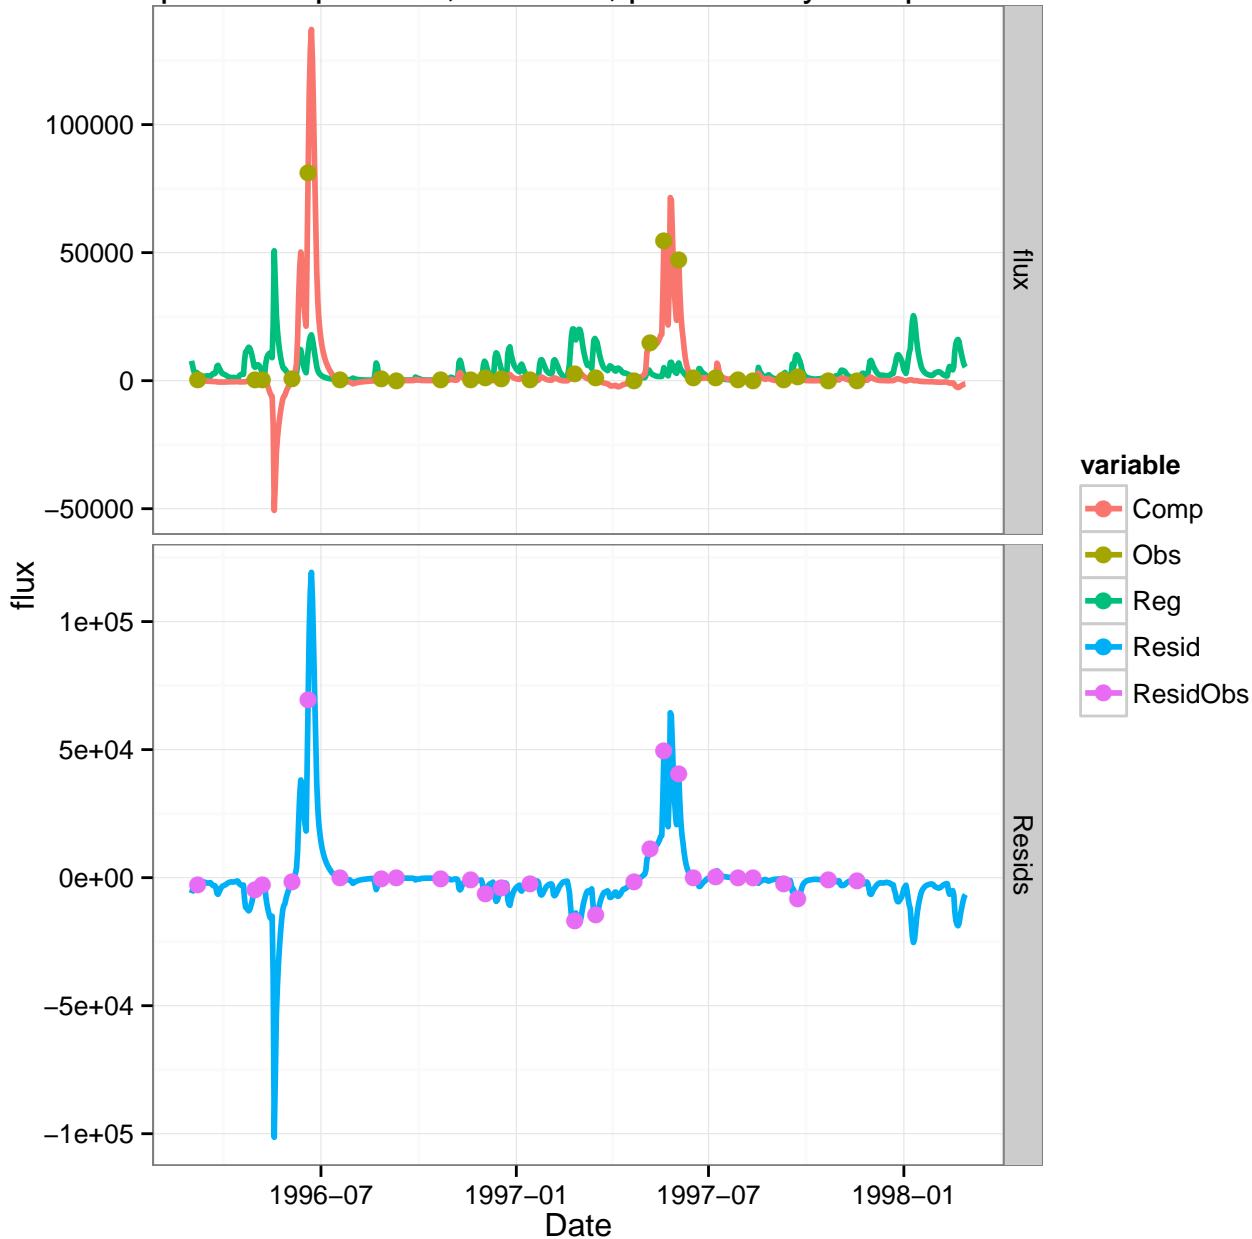 100000
50000
0
−50000
flux
1e+05
5e+04
0e+00
−5e+04
−1e+05
Resids
flux
1996−07
1997−01
1997−07
1998−01
Date
variable
Comp
Obs
Reg
Resid
ResidObs